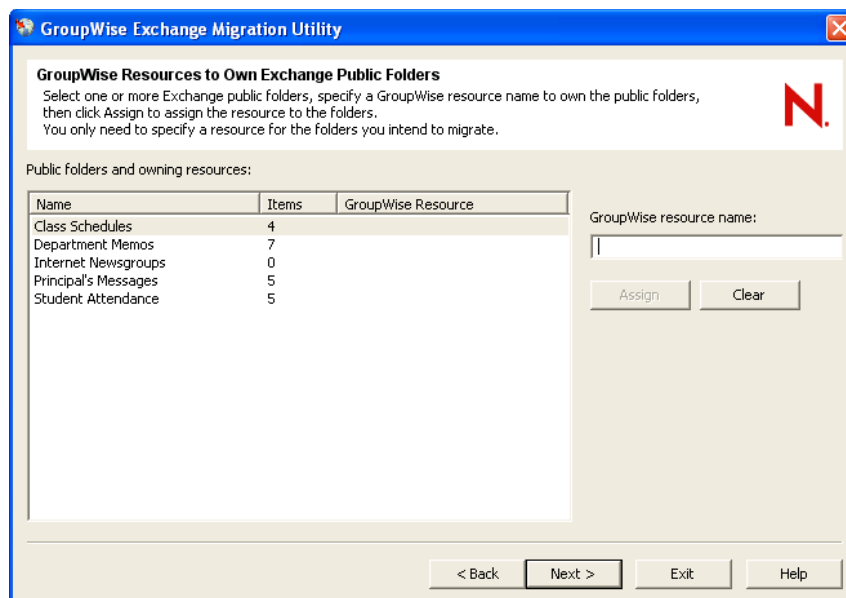 GroupWise Exchange Migration Utility
GroupWise Resources to Own Exchange Public Folders
Select one or more Exchange public folders, specify a GroupWise resource name to own the public folders,
then click Assign to assign the resource to the folders.
You only need to specify a resource for the folders you intend to migrate.
N.
Public folders and owning resources:
Name Items GroupWise Resource
Class Schedules 4
Department Memos 7
Internet Newsgroups 0
Principal's Messages 5
Student Attendance 5
GroupWise resource name:
Assign Clear
< Back Next > Exit Help